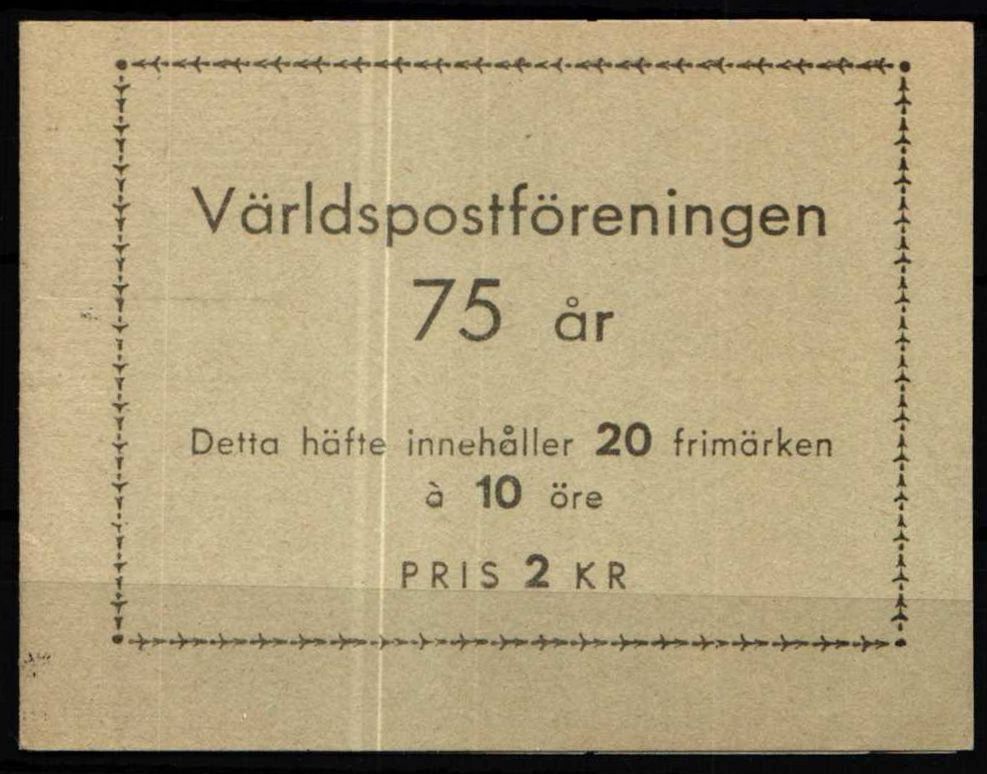 Världspostföreningen
75 år
Detta häfte innehåller 20 frimärken
à 10 öre
PRIS 2 KR